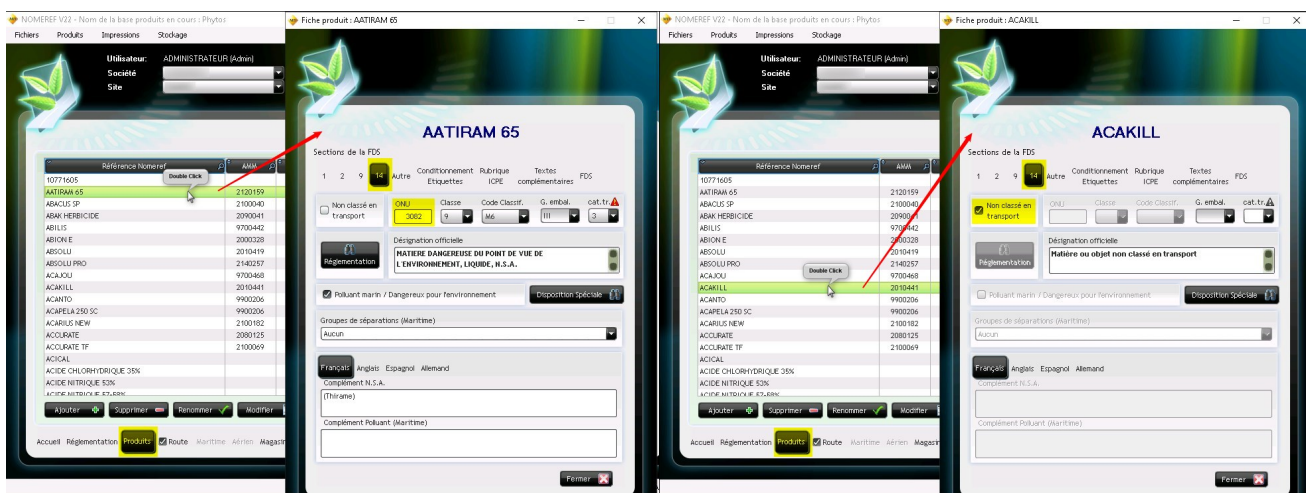 NOMEREF V22 - Nom de la base produits en cours : Phytos
Fichiers Produits Impressions Stockage
Utilisateur: ADMINISTRATEUR (Admin)
Société
Site
Référence Nomeref AMM
Double Click
10771605
AATIRAM 65 2120159
ABACUS SP 2100040
ABAK HERBICIDE 2090041
ABILIS 9700442
ABION E 2000328
ABSOLU 2010419
ABSOLU PRO 2140257
ACAJOU 9700468
ACAKILL 2010441
ACANTO 9900206
ACAPELA 250 SC 9900206
ACARIUS NEW 2100182
ACCURATE 2080125
ACCURATE TF 2100069
ACICAL
ACIDE CHLORHYDRIQUE 35%
ACIDE NITRIQUE 53%
ACIDE NITRIQUE 57-68%
Ajouter Supprimer Renommer Modifier
Accueil Réglementation Produits Route Maritime Aérien Magasin
Fiche produit : AATIRAM 65
AATIRAM 65
Sections de la FDS
1 2 9 14 Autre Conditionnement Etiquettes Rubrique ICPE Textes complémentaires FDS
Non classé en transport
ONU Classe Code Classif. G. embal. cat.tr.
3082 9 M6 III 3
Réglementation
Désignation officielle
MATIERE DANGEREUSE DU POINT DE VUE DE
L'ENVIRONNEMENT, LIQUIDE, N.S.A.
Polluant marin / Dangereux pour l'environnement Disposition Spéciale
Groupes de séparations (Maritime)
Aucun
Français Anglais Espagnol Allemand
Complément N.S.A.
(Thirame)
Complément Polluant (Maritime)
Fermer
NOMEREF V22 - Nom de la base produits en cours : Phytos
Fichiers Produits Impressions Stockage
Utilisateur: ADMINISTRATEUR (Admin)
Société
Site
Référence Nomeref AMM
10771605
AATIRAM 65 2120159
ABACUS SP 2100040
ABAK HERBICIDE 2090041
ABILIS 9700442
ABION E 2000328
ABSOLU 2010419
ABSOLU PRO 2140257
ACAJOU 9700468
Double Click
ACAKILL 2010441
ACANTO 9900206
ACAPELA 250 SC 9900206
ACARIUS NEW 2100182
ACCURATE 2080125
ACCURATE TF 2100069
ACICAL
ACIDE CHLORHYDRIQUE 35%
ACIDE NITRIQUE 53%
ACIDE NITRIQUE 57-68%
Ajouter Supprimer Renommer Modifier
Accueil Réglementation Produits Route Maritime Aérien Magasin
Fiche produit : ACAKILL
ACAKILL
Sections de la FDS
1 2 9 14 Autre Conditionnement Etiquettes Rubrique ICPE Textes complémentaires FDS
Non classé en transport
ONU Classe Code Classif. G. embal. cat.tr.
Réglementation
Désignation officielle
Matière ou objet non classé en transport
Polluant marin / Dangereux pour l'environnement Disposition Spéciale
Groupes de séparations (Maritime)
Aucun
Français Anglais Espagnol Allemand
Complément N.S.A.
Complément Polluant (Maritime)
Fermer